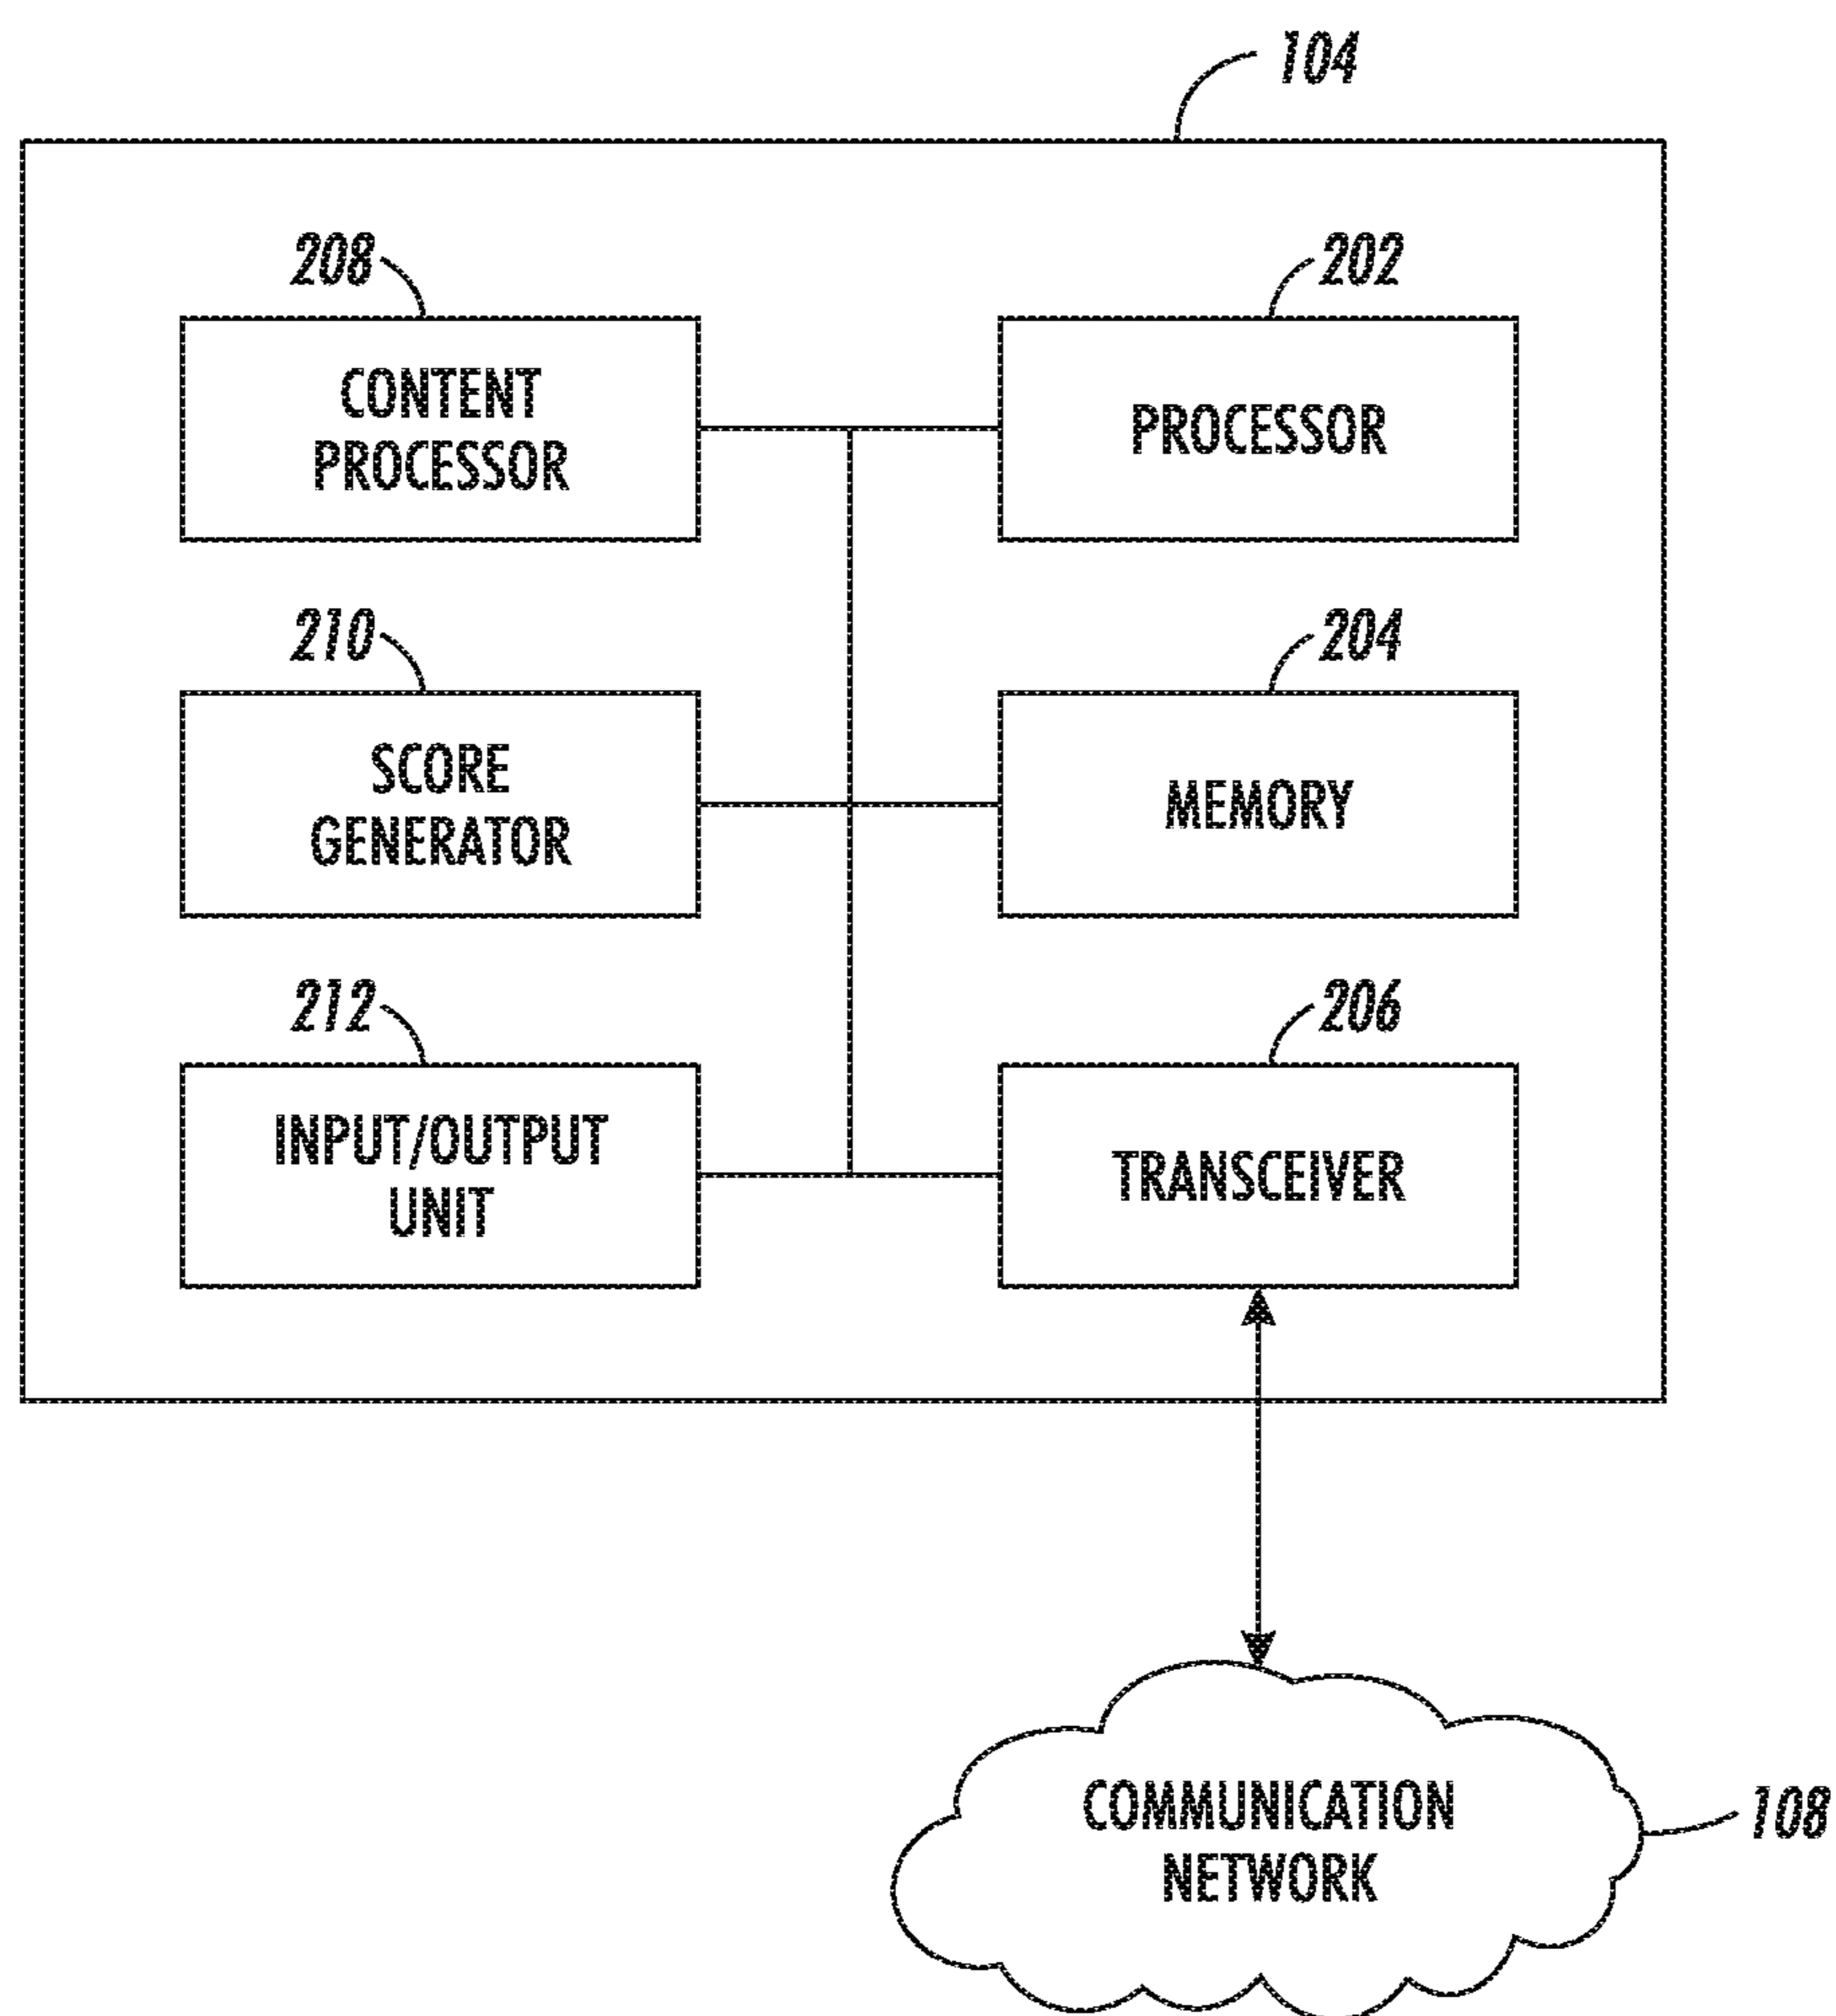 104
208
202
CONTENT
PROCESSOR
PROCESSOR
210
204
SCORE
GENERATOR
MEMORY
212
206
INPUT/OUTPUT
UNIT
TRANSCEIVER
COMMUNICATION
NETWORK
108